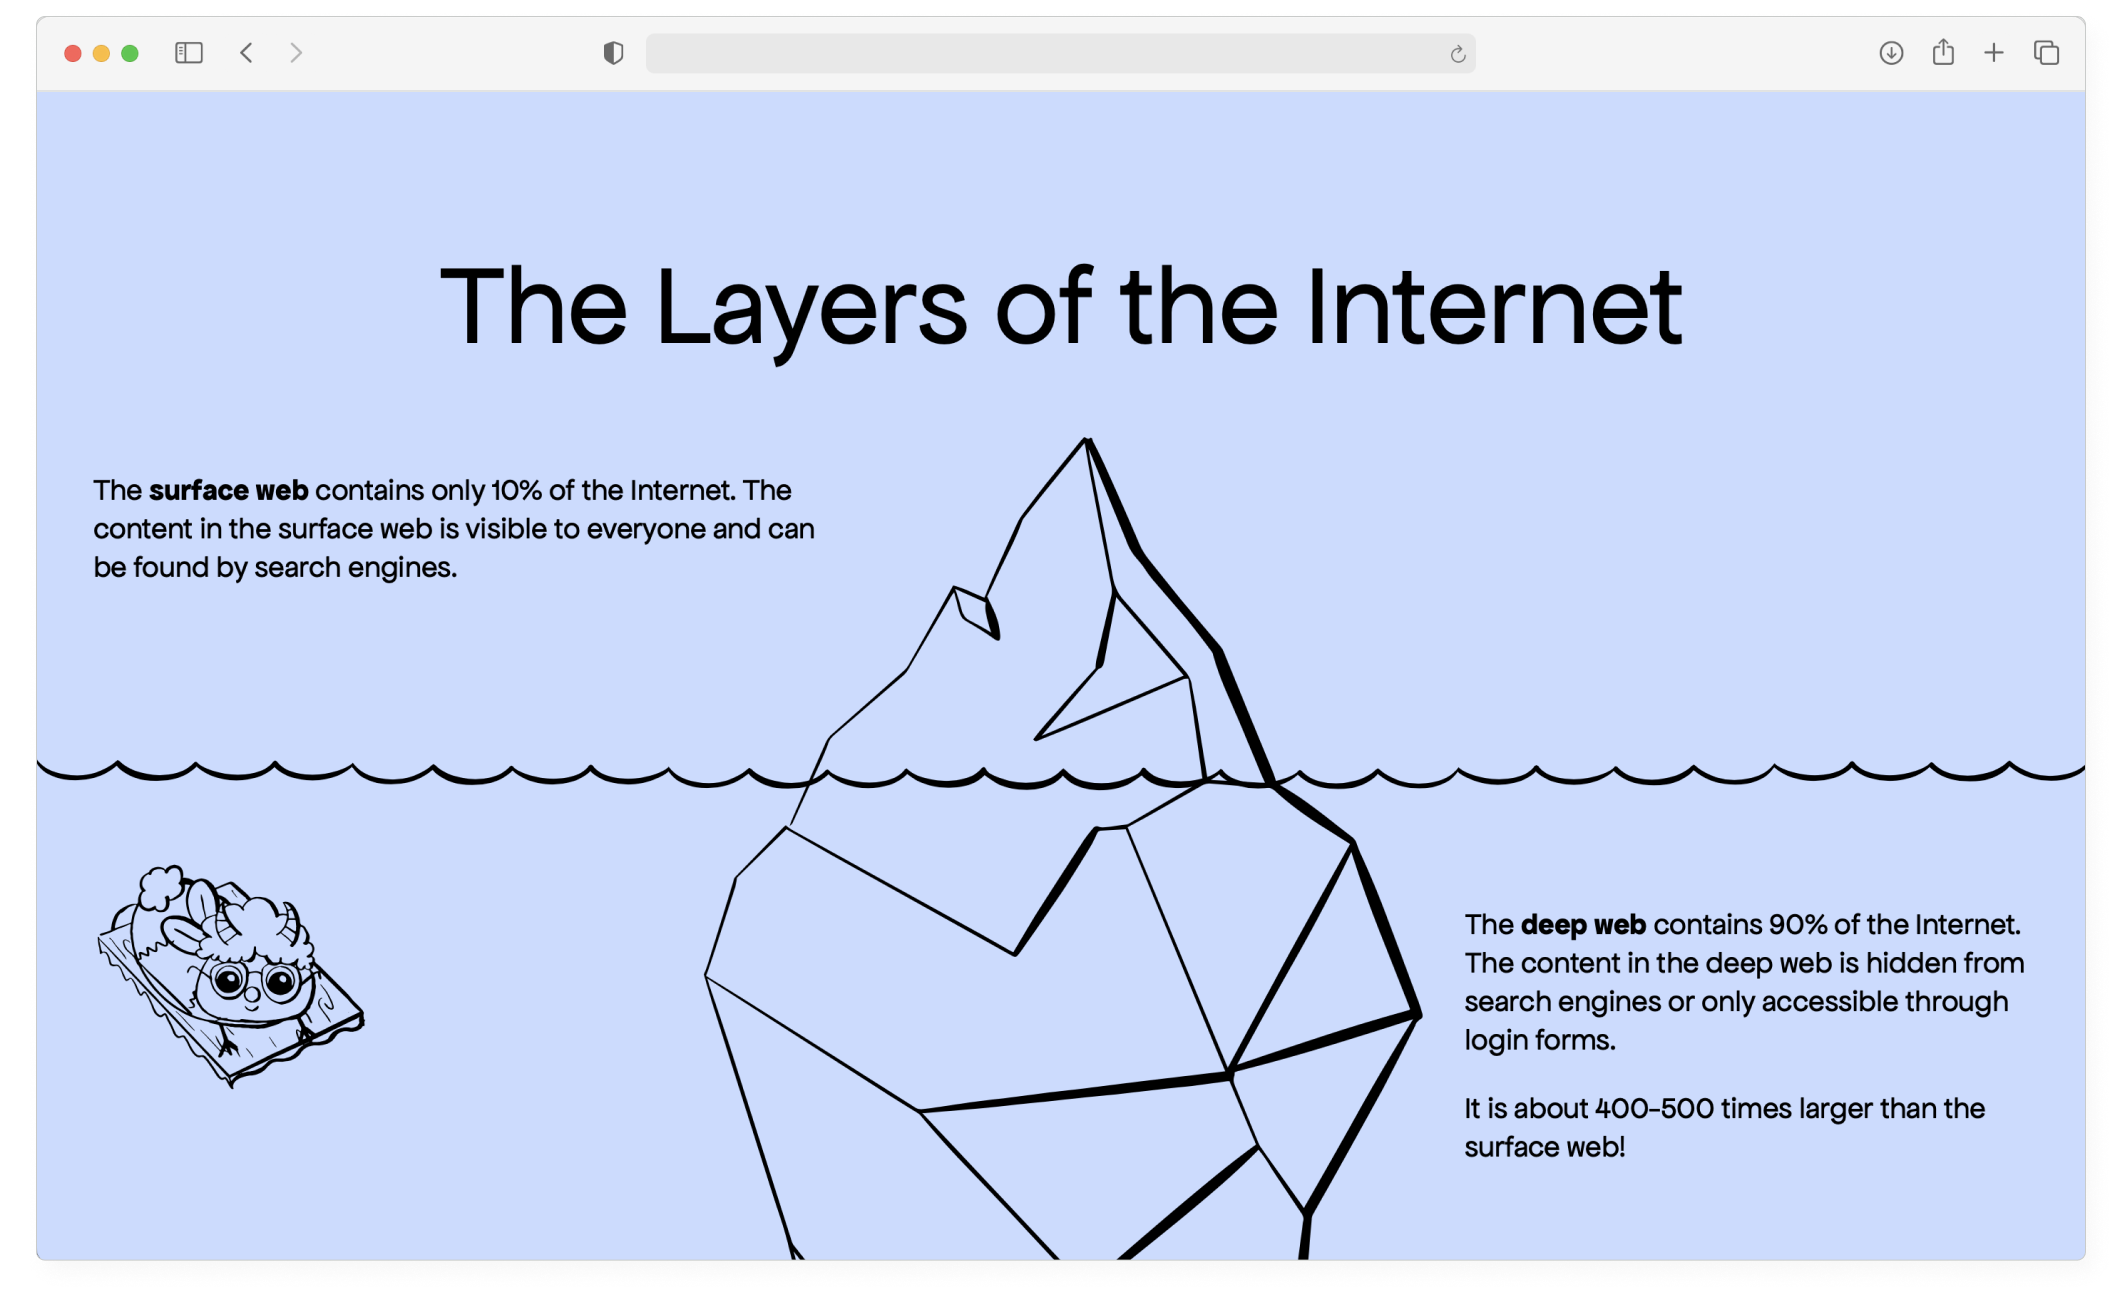 The Layers of the Internet
The surface web contains only 10% of the Internet. The
content in the surface web is visible to everyone and can
be found by search engines.
The deep web contains 90% of the Internet.
The content in the deep web is hidden from
search engines or only accessible through
login forms.
It is about 400-500 times larger than the
surface web!